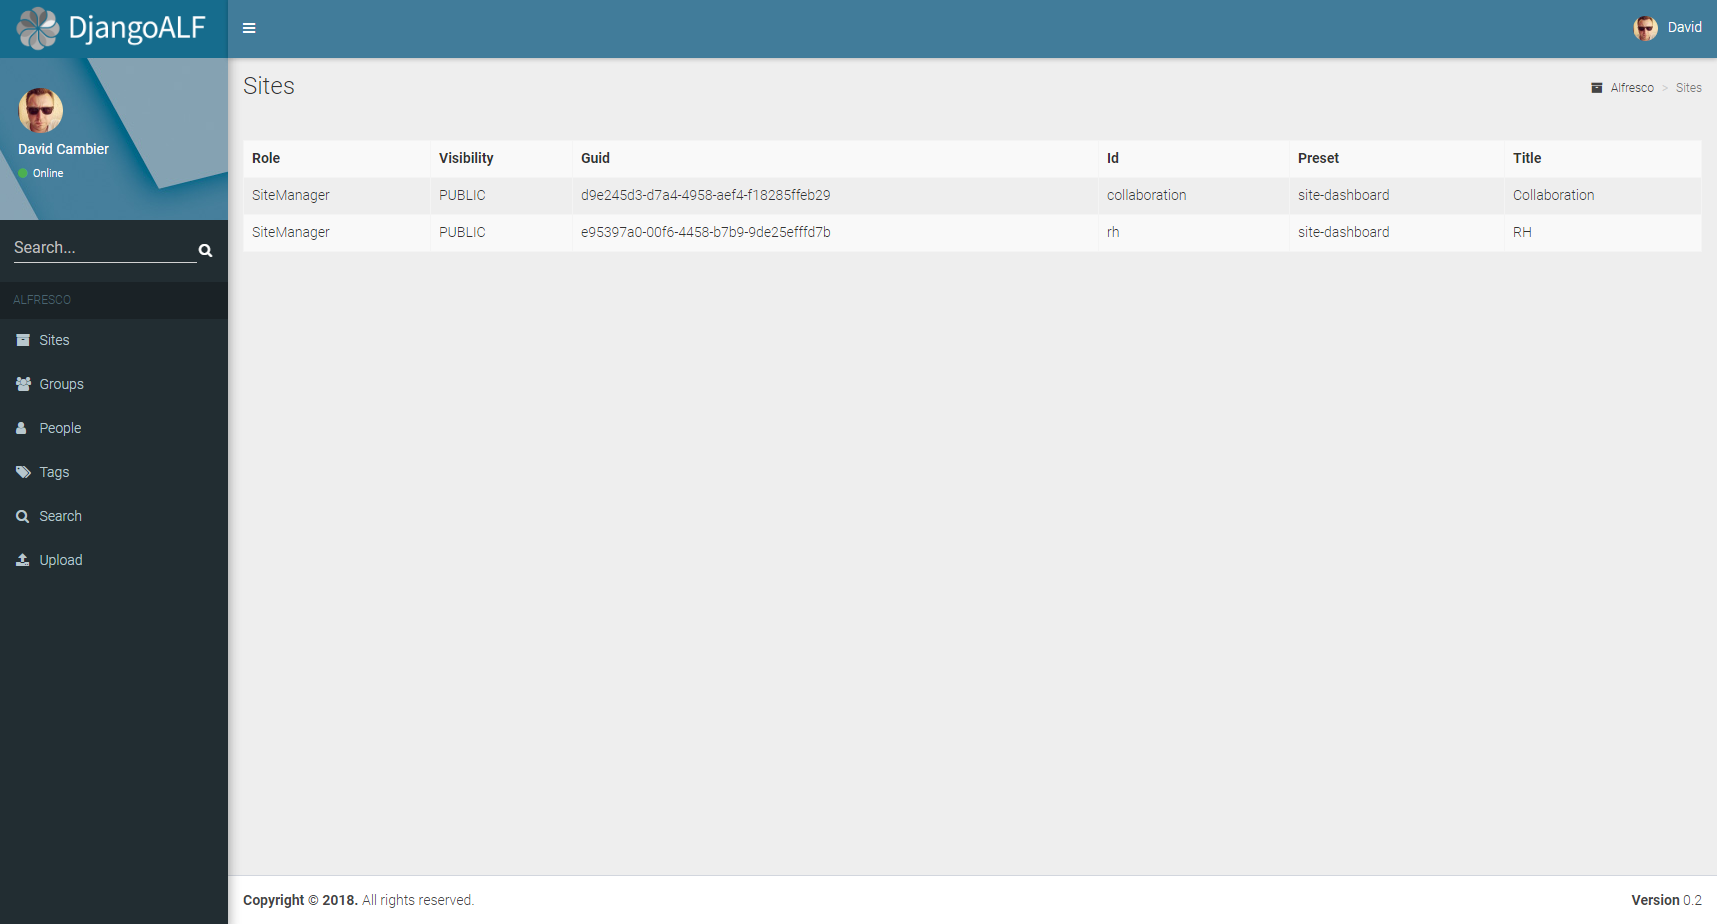 DjangoALF
David
David Cambier
Online
Search...
ALFRESCO
Sites
Groups
People
Tags
Search
Upload
Sites
Alfresco > Sites
Role Visibility Guid Id Preset Title
SiteManager PUBLIC d9e245d3-d7a4-4958-aef4-f18285ffeb29 collaboration site-dashboard Collaboration
SiteManager PUBLIC e95397a0-00f6-4458-b7b9-9de25efffd7b rh site-dashboard RH
Copyright © 2018. All rights reserved.
Version 0.2